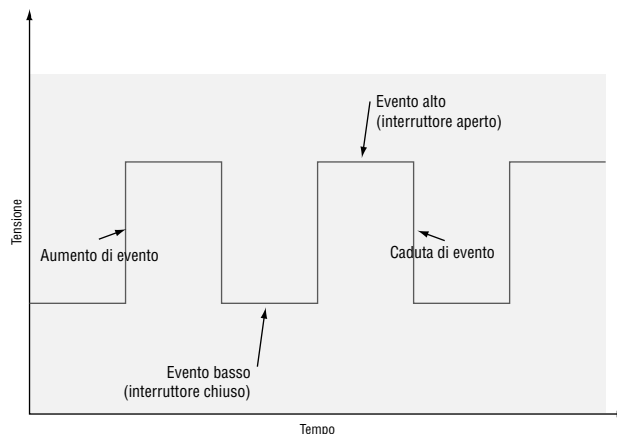 Evento alto
(interruttore aperto)
Tensione
Aumento di evento
Caduta di evento
Evento basso
(interruttore chiuso)
Tempo